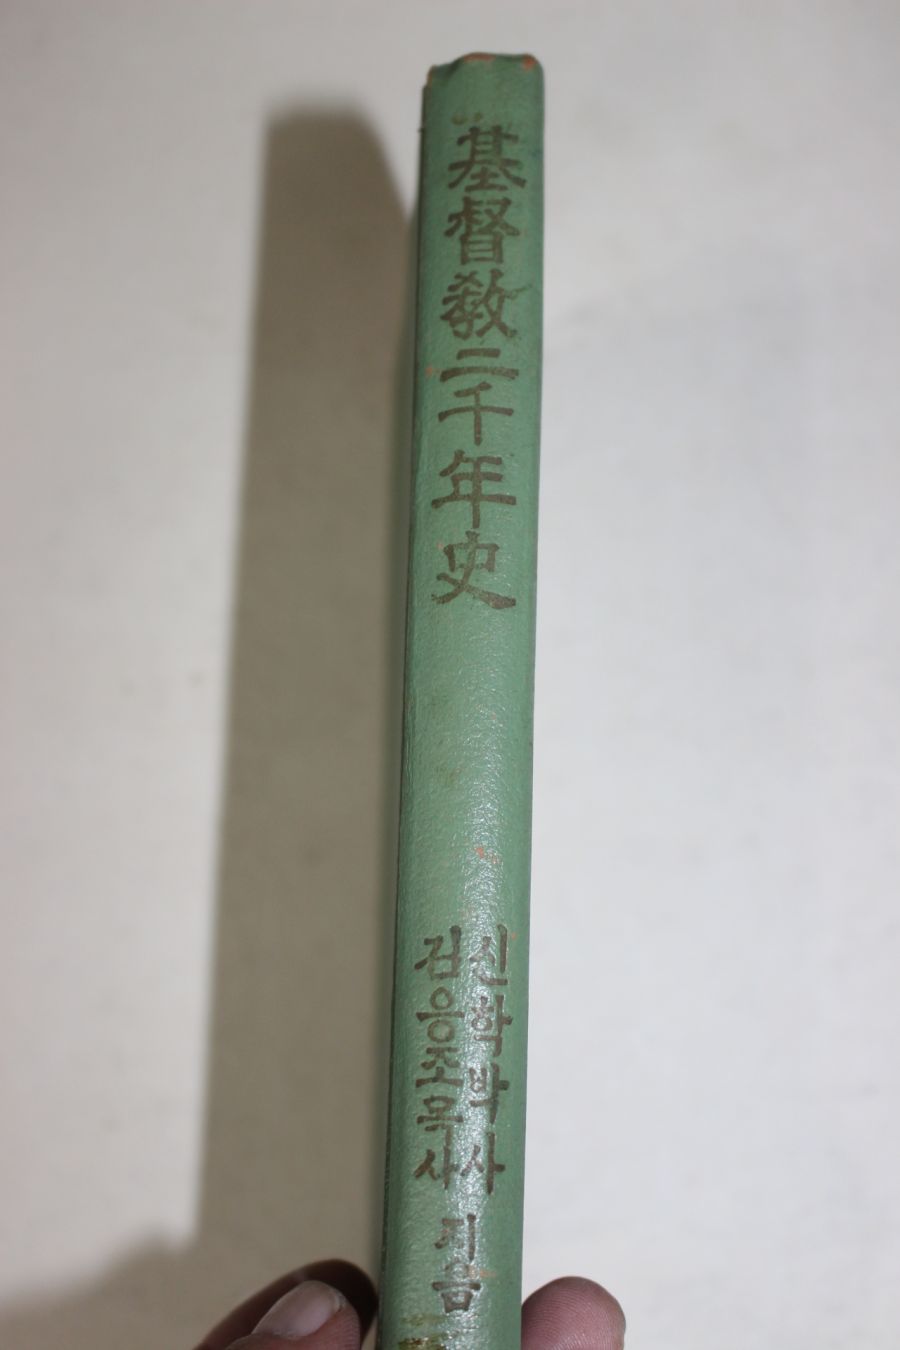 基督敎二千年史
신학박사
김응조목사
지음